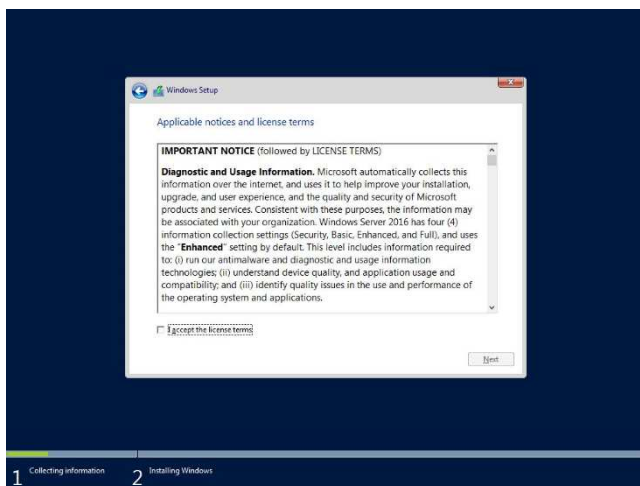 Windows Setup
Applicable notices and license terms
IMPORTANT NOTICE (followed by LICENSE TERMS)
Diagnostic and Usage Information. Microsoft automatically collects this
information over the internet, and uses it to help improve your installation,
upgrade, and user experience, and the quality and security of Microsoft
products and services. Consistent with these purposes, the information may
be associated with your organization. Windows Server 2016 has four (4)
information collection settings (Security, Basic, Enhanced, and Full), and uses
the "Enhanced" setting by default. This level includes information required
to: (i) run our antimalware and diagnostic and usage information
technologies; (ii) understand device quality, and application usage and
compatibility; and (iii) identify quality issues in the use and performance of
the operating system and applications.
I accept the license terms
Next
1 Collecting information 2 Installing Windows